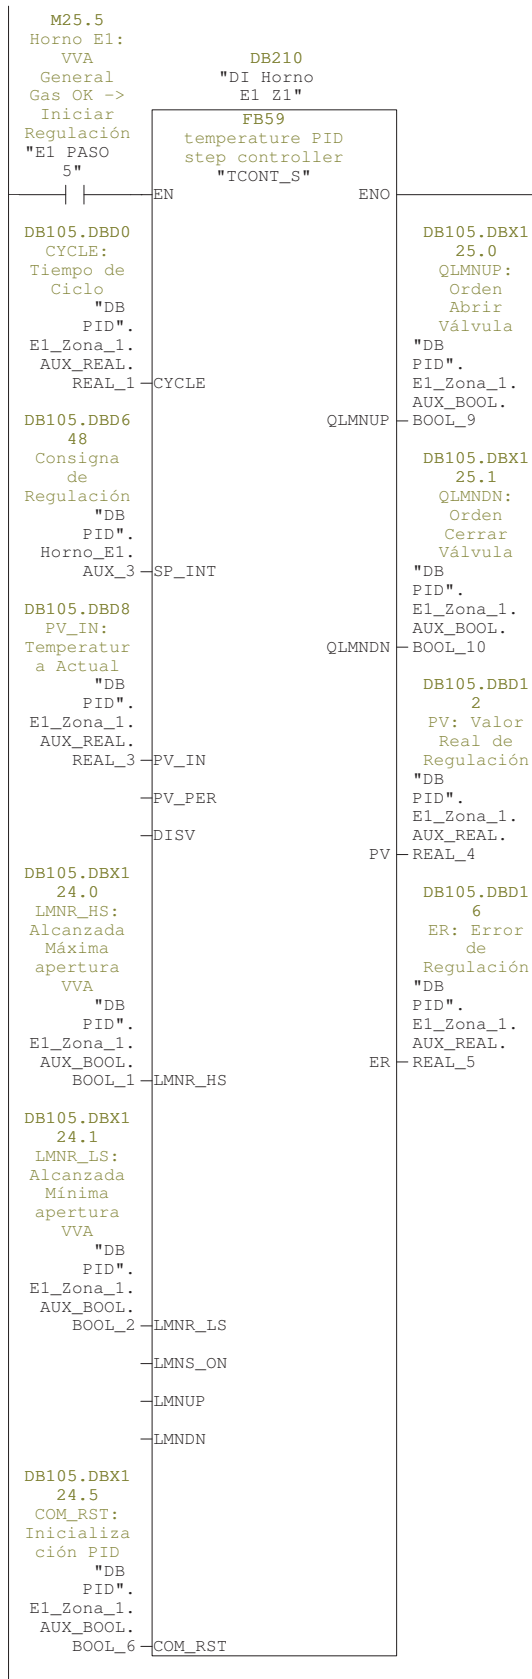 M25.5
Horno E1:
VVA
General
Gas OK ->
Iniciar
Regulación
"E1 PASO
5"
DB210
"DI Horno
E1 Z1"
FB59
temperature PID
step controller
"TCONT_S"
EN
ENO
DB105.DBD0
CYCLE:
Tiempo de
Ciclo
"DB
PID".
E1_Zona_1.
AUX_REAL.
REAL_1
CYCLE
DB105.DBX1
25.0
QLMNUP:
Orden
Abrir
Válvula
"DB
PID".
E1_Zona_1.
AUX_BOOL.
QLMNUP
BOOL_9
DB105.DBD6
48
Consigna
de
Regulación
"DB
PID".
Horno_E1.
AUX_3
SP_INT
DB105.DBX1
25.1
QLMNDN:
Orden
Cerrar
Válvula
"DB
PID".
E1_Zona_1.
AUX_BOOL.
QLMNDN
BOOL_10
DB105.DBD8
PV_IN:
Temperatur
a Actual
"DB
PID".
E1_Zona_1.
AUX_REAL.
REAL_3
PV_IN
PV_PER
DISV
DB105.DBD1
2
PV: Valor
Real de
Regulación
"DB
PID".
E1_Zona_1.
AUX_REAL.
PV
REAL_4
DB105.DBX1
24.0
LMNR_HS:
Alcanzada
Máxima
apertura
VVA
"DB
PID".
E1_Zona_1.
AUX_BOOL.
BOOL_1
LMNR_HS
DB105.DBD1
6
ER: Error
de
Regulación
"DB
PID".
E1_Zona_1.
AUX_REAL.
ER
REAL_5
DB105.DBX1
24.1
LMNR_LS:
Alcanzada
Mínima
apertura
VVA
"DB
PID".
E1_Zona_1.
AUX_BOOL.
BOOL_2
LMNR_LS
LMNS_ON
LMNUP
LMNDN
DB105.DBX1
24.5
COM_RST:
Inicializa
ción PID
"DB
PID".
E1_Zona_1.
AUX_BOOL.
BOOL_6
COM_RST